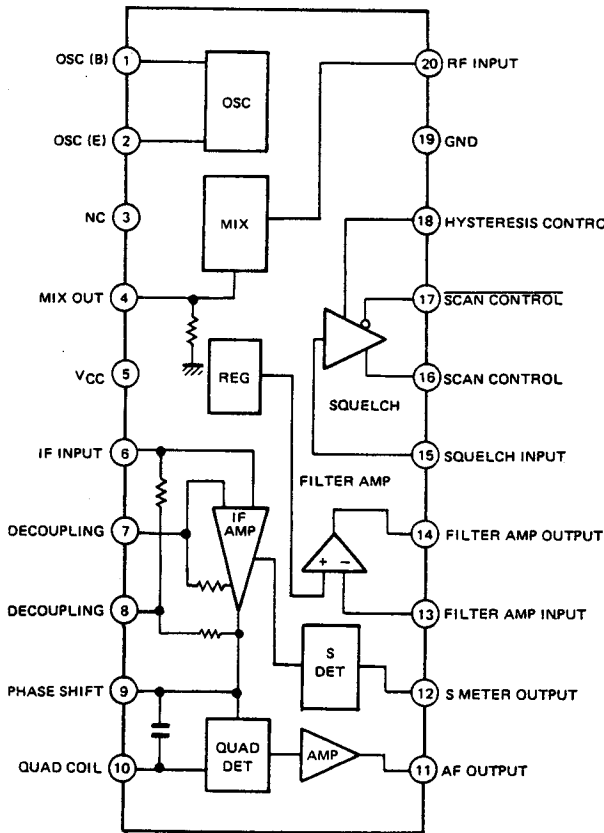 OSC (B)
1
OSC
20
RF INPUT
OSC (E)
2
19
GND
NC
3
MIX
18
HYSTERESIS CONTROL
MIX OUT
4
17
SCAN CONTROL
VCC
5
REG
SQUELCH
16
SCAN CONTROL
IF INPUT
6
15
SQUELCH INPUT
FILTER AMP
DECOUPLING
7
IF
AMP
+ −
14
FILTER AMP OUTPUT
DECOUPLING
8
13
FILTER AMP INPUT
PHASE SHIFT
9
S
DET
12
S METER OUTPUT
QUAD COIL
10
QUAD
DET
AMP
11
AF OUTPUT